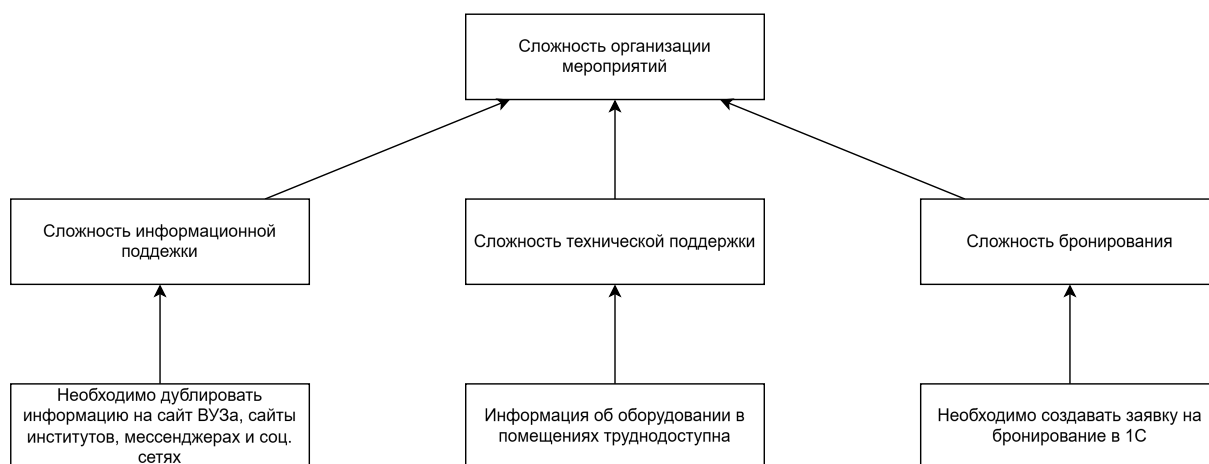 Сложность организации
мероприятий
Сложность информационной
поддежки
Сложность технической поддержки
Сложность бронирования
Необходимо дублировать
информацию на сайт ВУЗа, сайты
институтов, мессенджерах и соц.
сетях
Информация об оборудовании в
помещениях труднодоступна
Необходимо создавать заявку на
бронирование в 1С